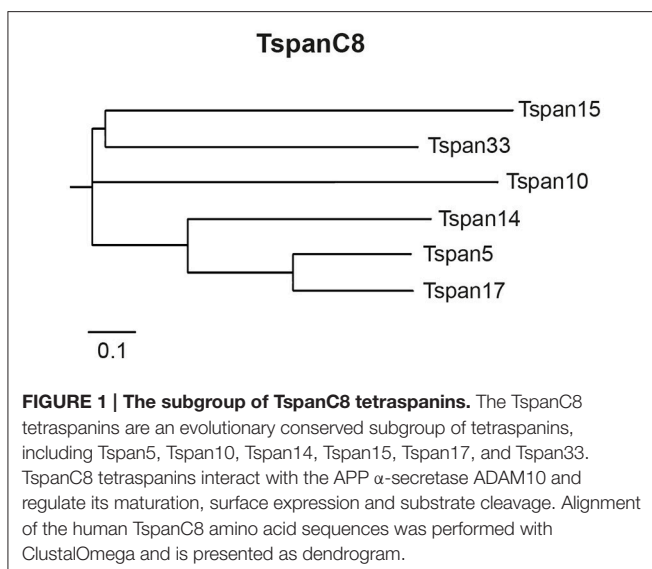 TspanC8
Tspan15
Tspan33
Tspan10
Tspan14
Tspan5
Tspan17
0.1
FIGURE 1 | The subgroup of TspanC8 tetraspanins. The TspanC8
tetraspanins are an evolutionary conserved subgroup of tetraspanins,
including Tspan5, Tspan10, Tspan14, Tspan15, Tspan17, and Tspan33.
TspanC8 tetraspanins interact with the APP α-secretase ADAM10 and
regulate its maturation, surface expression and substrate cleavage. Alignment
of the human TspanC8 amino acid sequences was performed with
ClustalOmega and is presented as dendrogram.